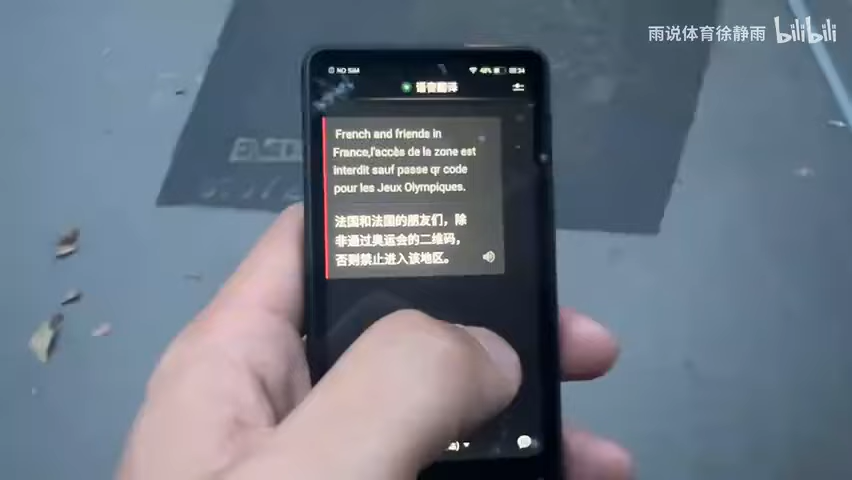 雨说体育徐静雨 bilibili
NO SIM 48% 08:34
语音翻译
French and friends in
France,l'accès de la zone est
interdit sauf passe qr code
pour les Jeux Olympiques.
法国和法国的朋友们，除
非通过奥运会的二维码，
否则禁止进入该地区。